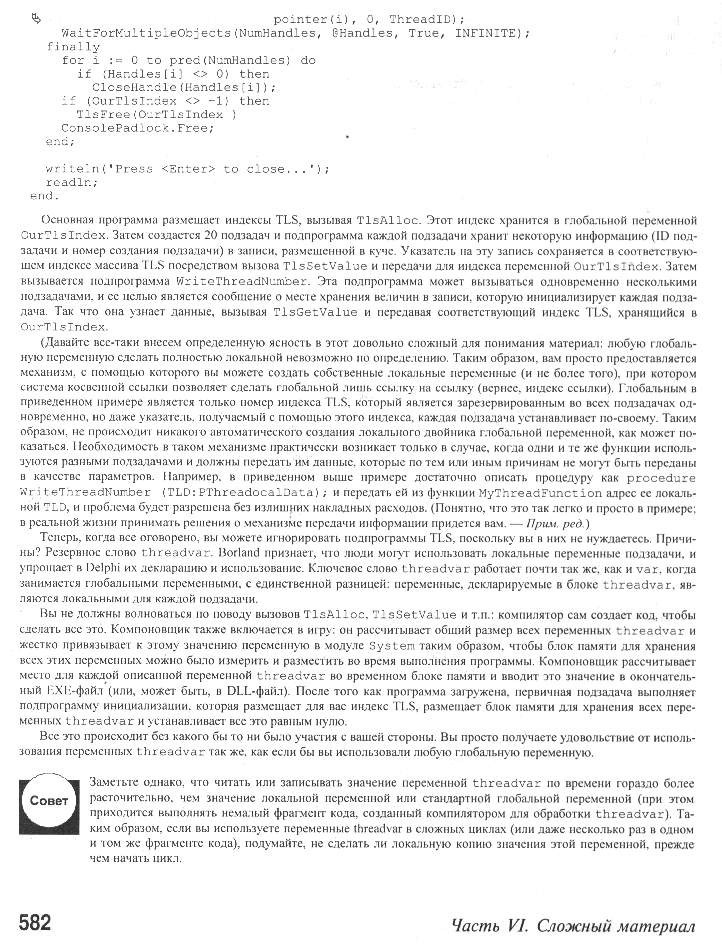 pointer(i), 0, ThreadID);
WaitForMultipleObjects(NumHandles, @Handles, True, INFINITE);
finally
for i := 0 to pred(NumHandles) do
if (Handles[i] <> 0) then
CloseHandle(Handles[i]);
if (OurTlsIndex <> -1) then
TlsFree(OurTlsIndex )
ConsolePadlock.Free;
end;
writeln('Press <Enter> to close...');
readln;
end.
Основная программа размещает индексы TLS, вызывая TlsAlloc. Этот индекс хранится в глобальной переменной
OurTlsIndex. Затем создается 20 подзадач и подпрограмма каждой подзадачи хранит некоторую информацию (ID под-
задачи и номер создания подзадачи) в записи, размещенной в куче. Указатель на эту запись сохраняется в соответствую-
щем индексе массива TLS посредством вызова TlsSetValue и передачи для индекса переменной OurTlsIndex. Затем
вызывается подпрограмма WriteThreadNumber. Эта подпрограмма может вызываться одновременно несколькими
подзадачами, и ее целью является сообщение о месте хранения величин в записи, которую инициализирует каждая подза-
дача. Так что она узнает данные, вызывая TlsGetValue и передавая соответствующий индекс TLS, хранящийся в
OurTlsIndex.
(Давайте все-таки внесем определенную ясность в этот довольно сложный для понимания материал: любую глобаль-
ную переменную сделать полностью локальной невозможно по определению. Таким образом, вам просто предоставляется
механизм, с помощью которого вы можете создать собственные локальные переменные (и не более того), при котором
система косвенной ссылки позволяет сделать глобальной лишь ссылку на ссылку (вернее, индекс ссылки). Глобальным в
приведенном примере является только номер индекса TLS, который является зарезервированным во всех подзадачах од-
новременно, но даже указатель, получаемый с помощью этого индекса, каждая подзадача устанавливает по-своему. Таким
образом, не происходит никакого автоматического создания локального двойника глобальной переменной, как может по-
казаться. Необходимость в таком механизме практически возникает только в случае, когда одни и те же функции исполь-
зуются разными подзадачами и должны передать им данные, которые по тем или иным причинам не могут быть переданы
в качестве параметров. Например, в приведенном выше примере достаточно описать процедуру как procedure
WriteThreadNumber (TLD:PThreadocalData); и передать ей из функции MyThreadFunction адрес ее локаль-
ной TLD, и проблема будет разрешена без излишних накладных расходов. (Понятно, что это так легко и просто в примере;
в реальной жизни принимать решения о механизме передачи информации придется вам. — Прим. ред.)
Теперь, когда все оговорено, вы можете игнорировать подпрограммы TLS, поскольку вы в них не нуждаетесь. Причи-
ны? Резервное слово threadvar. Borland признает, что люди могут использовать локальные переменные подзадачи, и
упрощает в Delphi их декларацию и использование. Ключевое слово threadvar работает почти так же, как и var, когда
занимается глобальными переменными, с единственной разницей: переменные, декларируемые в блоке threadvar, яв-
ляются локальными для каждой подзадачи.
Вы не должны волноваться по поводу вызовов TlsAlloc, TlsSetValue и т.п.: компилятор сам создает код, чтобы
сделать все это. Компоновщик также включается в игру: он рассчитывает общий размер всех переменных threadvar и
жестко привязывает к этому значению переменную в модуле System таким образом, чтобы блок памяти для хранения
всех этих переменных можно было измерить и разместить во время выполнения программы. Компоновщик рассчитывает
место для каждой описанной переменной threadvar во временном блоке памяти и вводит это значение в окончатель-
ный EXE-файл (или, может быть, в DLL-файл). После того как программа загружена, первичная подзадача выполняет
подпрограмму инициализации, которая размещает для вас индекс TLS, размещает блок памяти для хранения всех пере-
менных threadvar и устанавливает все это равным нулю.
Все это происходит без какого бы то ни было участия с вашей стороны. Вы просто получаете удовольствие от исполь-
зования переменных threadvar так же, как если бы вы использовали любую глобальную переменную.
Совет
Заметьте однако, что читать или записывать значение переменной threadvar по времени гораздо более
расточительно, чем значение локальной переменной или стандартной глобальной переменной (при этом
приходится выполнять немалый фрагмент кода, созданный компилятором для обработки threadvar). Та-
ким образом, если вы используете переменные threadvar в сложных циклах (или даже несколько раз в одном
и том же фрагменте кода), подумайте, не сделать ли локальную копию значения этой переменной, прежде
чем начать цикл.
582
Часть VI. Сложный материал